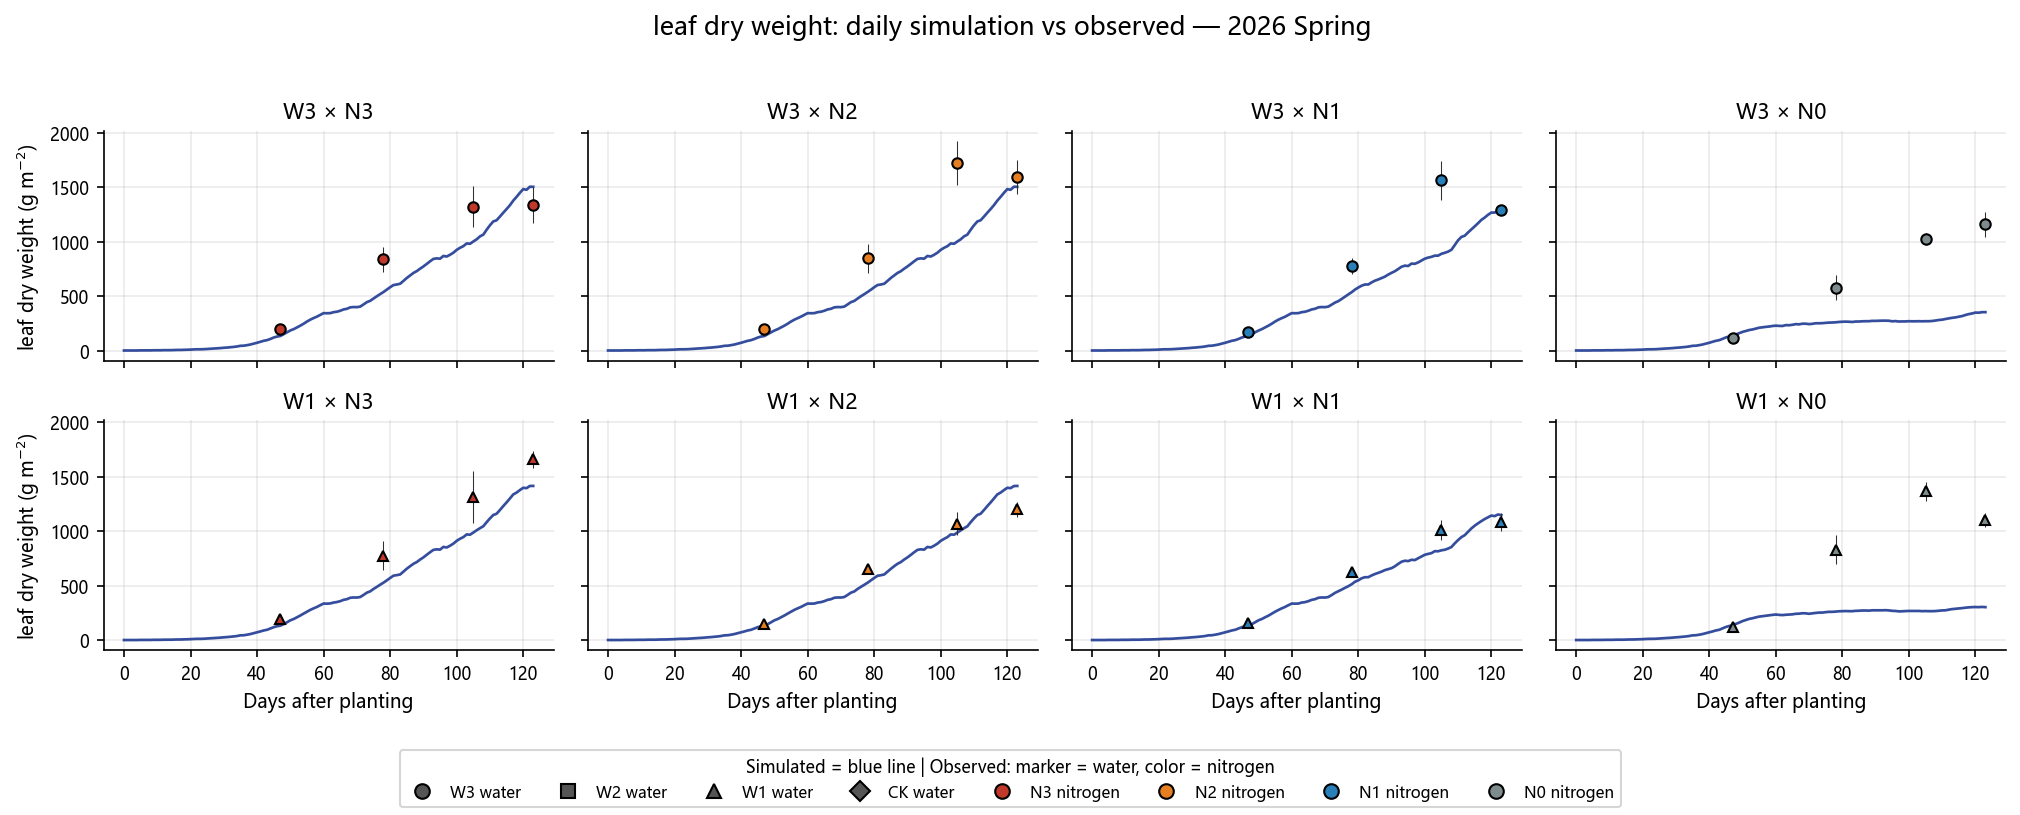 leaf dry weight: daily simulation vs observed — 2026 Spring
W3 × N3
W3 × N2
W3 × N1
W3 × N0
leaf dry weight (g m⁻²)
2000
1500
1000
500
0
W1 × N3
W1 × N2
W1 × N1
W1 × N0
leaf dry weight (g m⁻²)
2000
1500
1000
500
0
0 20 40 60 80 100 120
0 20 40 60 80 100 120
0 20 40 60 80 100 120
0 20 40 60 80 100 120
Days after planting
Days after planting
Days after planting
Days after planting
Simulated = blue line | Observed: marker = water, color = nitrogen
W3 water W2 water W1 water CK water N3 nitrogen N2 nitrogen N1 nitrogen N0 nitrogen